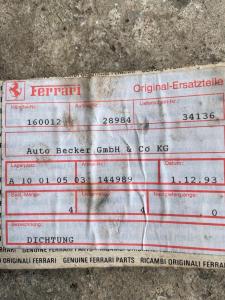 Ferrari Original-Ersatzteile
160012 28984 34136
Auto Becker GmbH & Co KG
A 10 01 05 03 144989 1.12.93
4 4 0
DICHTUNG
ORIGINALI FERRARI GENUINE FERRARI PARTS RICAMBI ORIGINALI FERRARI